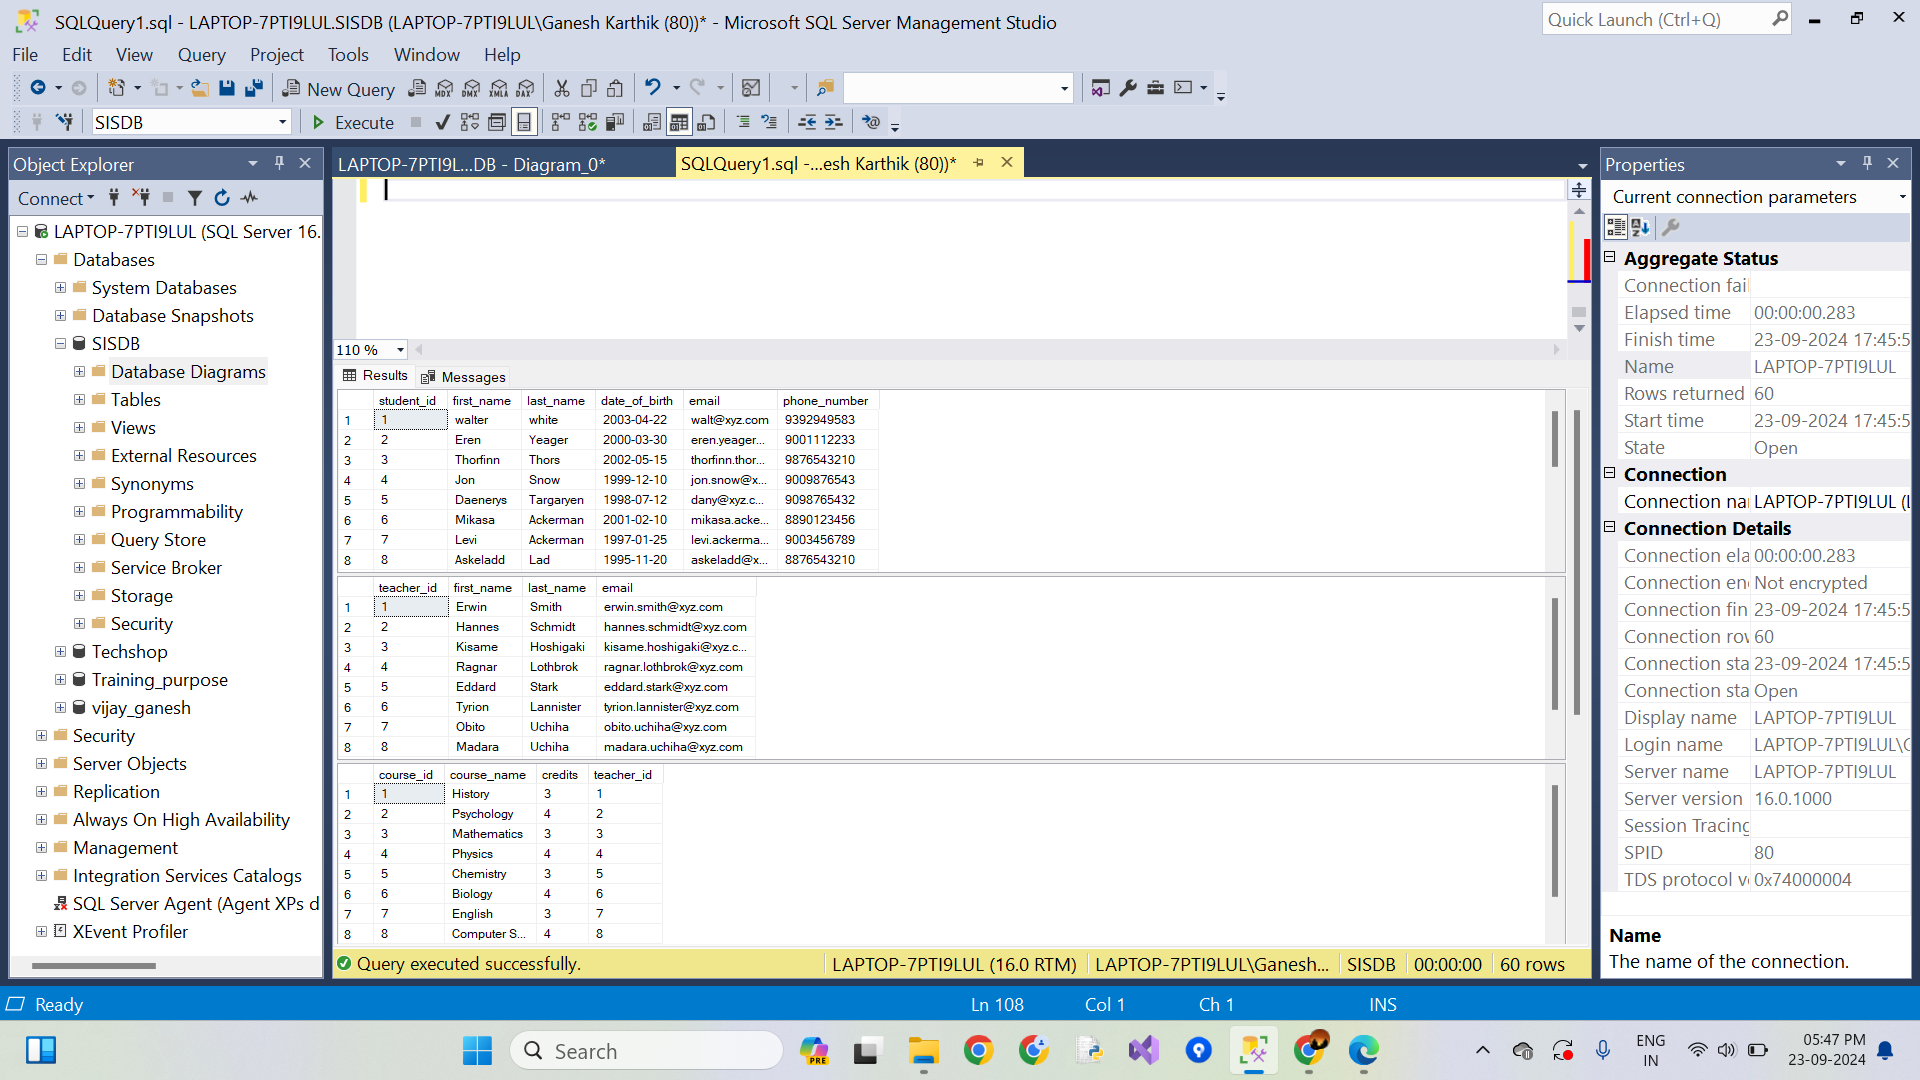 SQLQuery1.sql - LAPTOP-7PTI9LUL.SISDB (LAPTOP-7PTI9LUL\Ganesh Karthik (80))* - Microsoft SQL Server Management Studio
Quick Launch (Ctrl+Q)
File Edit View Query Project Tools Window Help
New Query MDX DMX XMLA DAX
SISDB Execute
Object Explorer
Connect
LAPTOP-7PTI9LUL (SQL Server 16.
Databases
System Databases
Database Snapshots
SISDB
Database Diagrams
Tables
Views
External Resources
Synonyms
Programmability
Query Store
Service Broker
Storage
Security
Techshop
Training_purpose
vijay_ganesh
Security
Server Objects
Replication
Always On High Availability
Management
Integration Services Catalogs
SQL Server Agent (Agent XPs d
XEvent Profiler
LAPTOP-7PTI9L...DB - Diagram_0*
SQLQuery1.sql -...esh Karthik (80))*
110 %
Results Messages
student_id first_name last_name date_of_birth email phone_number
1 1 walter white 2003-04-22 walt@xyz.com 9392949583
2 2 Eren Yeager 2000-03-30 eren.yeager... 9001112233
3 3 Thorfinn Thors 2002-05-15 thorfinn.thor... 9876543210
4 4 Jon Snow 1999-12-10 jon.snow@x... 9009876543
5 5 Daenerys Targaryen 1998-07-12 dany@xyz.c... 9098765432
6 6 Mikasa Ackerman 2001-02-10 mikasa.acke... 8890123456
7 7 Levi Ackerman 1997-01-25 levi.ackerma... 9003456789
8 8 Askeladd Lad 1995-11-20 askeladd@x... 8876543210
teacher_id first_name last_name email
1 1 Erwin Smith erwin.smith@xyz.com
2 2 Hannes Schmidt hannes.schmidt@xyz.com
3 3 Kisame Hoshigaki kisame.hoshigaki@xyz.c...
4 4 Ragnar Lothbrok ragnar.lothbrok@xyz.com
5 5 Eddard Stark eddard.stark@xyz.com
6 6 Tyrion Lannister tyrion.lannister@xyz.com
7 7 Obito Uchiha obito.uchiha@xyz.com
8 8 Madara Uchiha madara.uchiha@xyz.com
course_id course_name credits teacher_id
1 1 History 3 1
2 2 Psychology 4 2
3 3 Mathematics 3 3
4 4 Physics 4 4
5 5 Chemistry 3 5
6 6 Biology 4 6
7 7 English 3 7
8 8 Computer S... 4 8
Query executed successfully. LAPTOP-7PTI9LUL (16.0 RTM) LAPTOP-7PTI9LUL\Ganesh... SISDB 00:00:00 60 rows
Properties
Current connection parameters
Aggregate Status
Connection fail
Elapsed time 00:00:00.283
Finish time 23-09-2024 17:45:5
Name LAPTOP-7PTI9LUL
Rows returned 60
Start time 23-09-2024 17:45:5
State Open
Connection
Connection na LAPTOP-7PTI9LUL (L
Connection Details
Connection ela 00:00:00.283
Connection en Not encrypted
Connection fin 23-09-2024 17:45:5
Connection rov 60
Connection sta 23-09-2024 17:45:5
Connection sta Open
Display name LAPTOP-7PTI9LUL
Login name LAPTOP-7PTI9LUL\G
Server name LAPTOP-7PTI9LUL
Server version 16.0.1000
Session Tracing
SPID 80
TDS protocol ve 0x74000004
Name
The name of the connection.
Ready Ln 108 Col 1 Ch 1 INS
Search
PRE
ENG
IN
05:47 PM
23-09-2024